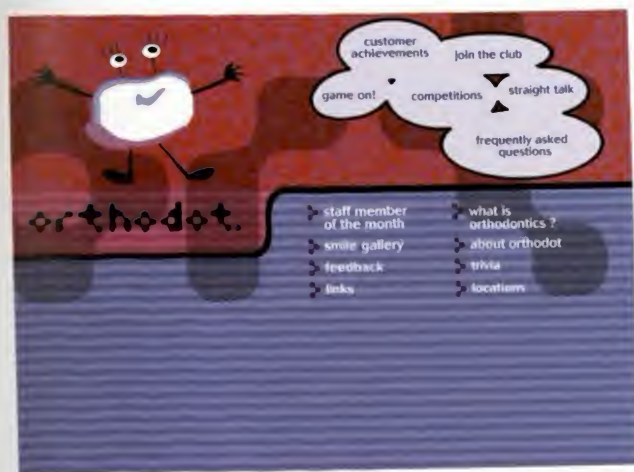 customer
achievements
join the club
game on!
competitions
straight talk
frequently asked
questions
orthodot.
staff member
of the month
smile gallery
feedback
links
what is
orthodontics ?
about orthodot
trivia
locations